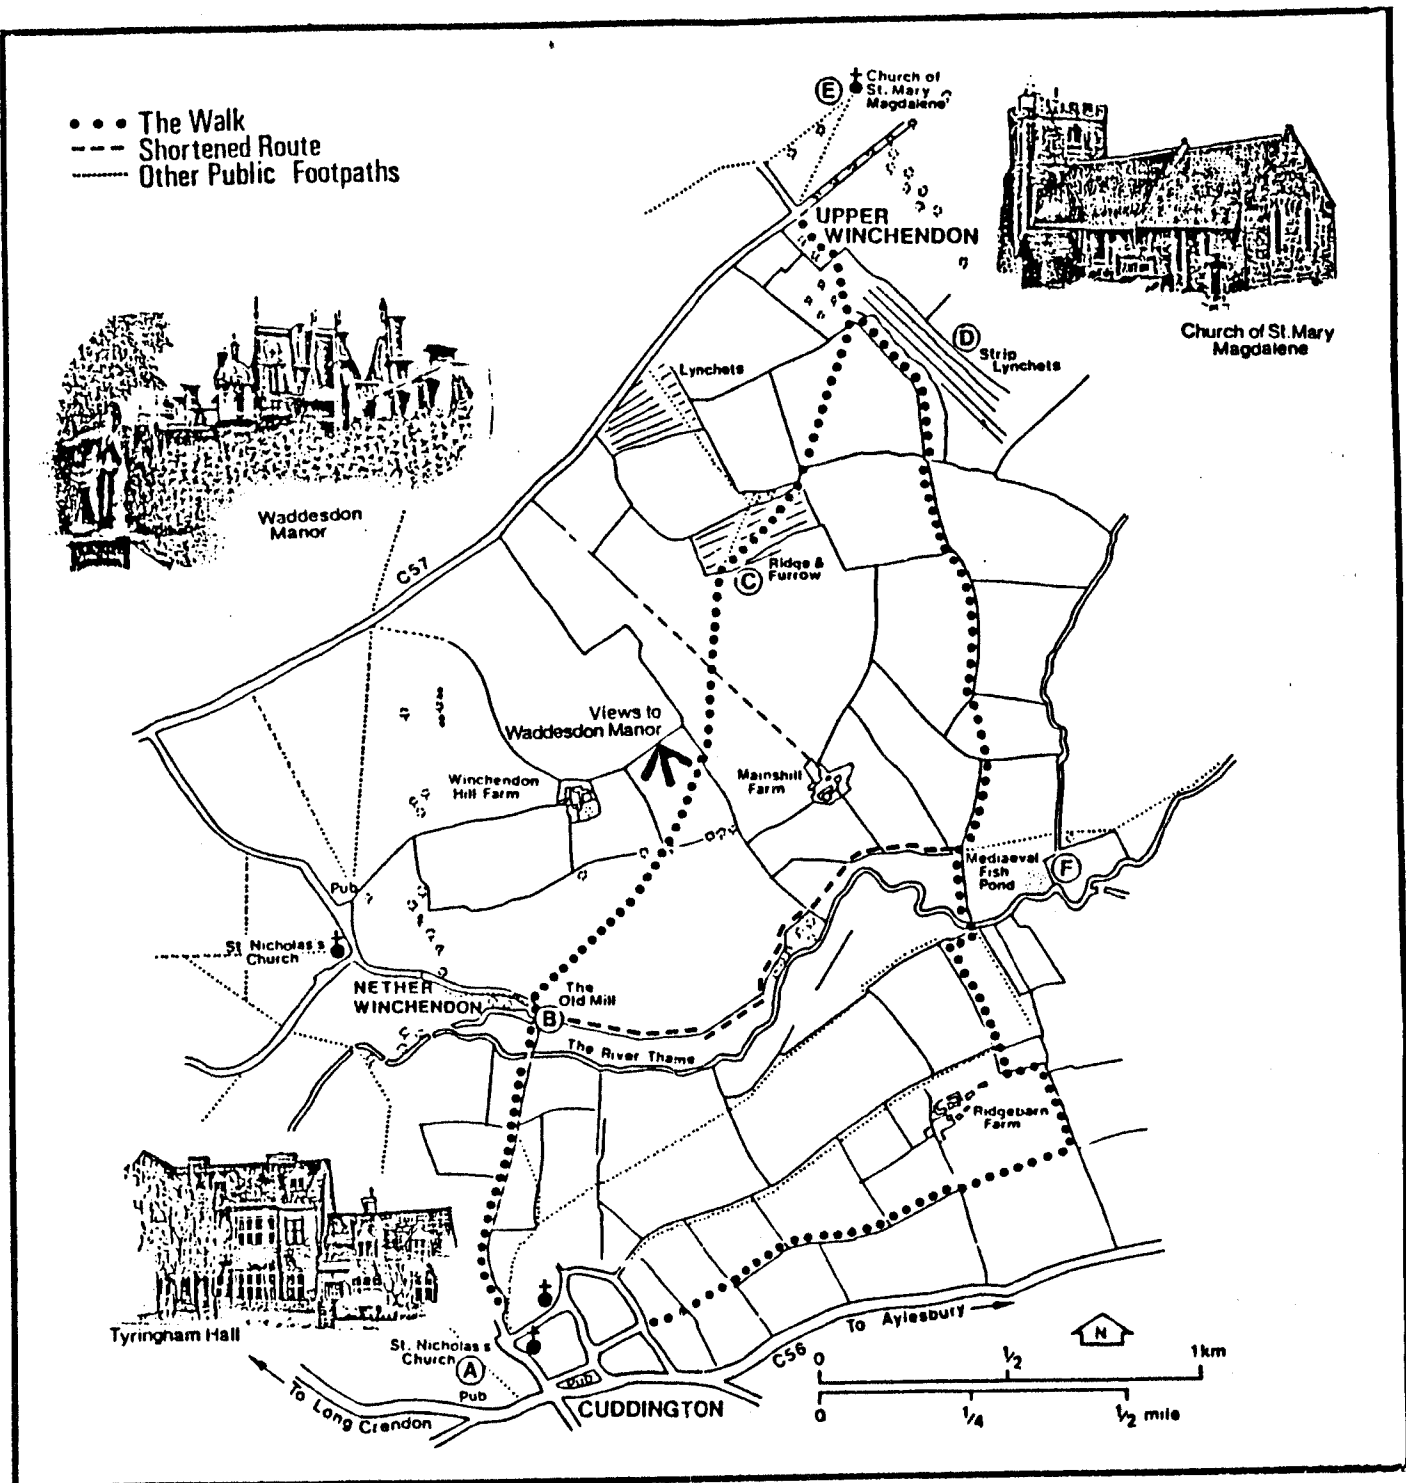 The Walk
Shortened Route
Other Public Footpaths
E
Church of
St. Mary
Magdalene
UPPER
WINCHENDON
Church of St. Mary
Magdalene
D
Strip
Lynchets
Lynchets
Waddesdon
Manor
C57
C
Ridge &
Furrow
Views to
Waddesdon Manor
Winchendon
Hill Farm
Mainshill
Farm
Mediaeval
Fish
Pond
F
Pub
St Nicholas's
Church
NETHER
WINCHENDON
The
Old Mill
B
The River Thame
Ridgebarn
Farm
Tyringham Hall
St. Nicholas's
Church
A
Pub
Pub
To Long Crendon
CUDDINGTON
C56
To Aylesbury
N
0 1/2 1km
0 1/4 1/2 mile